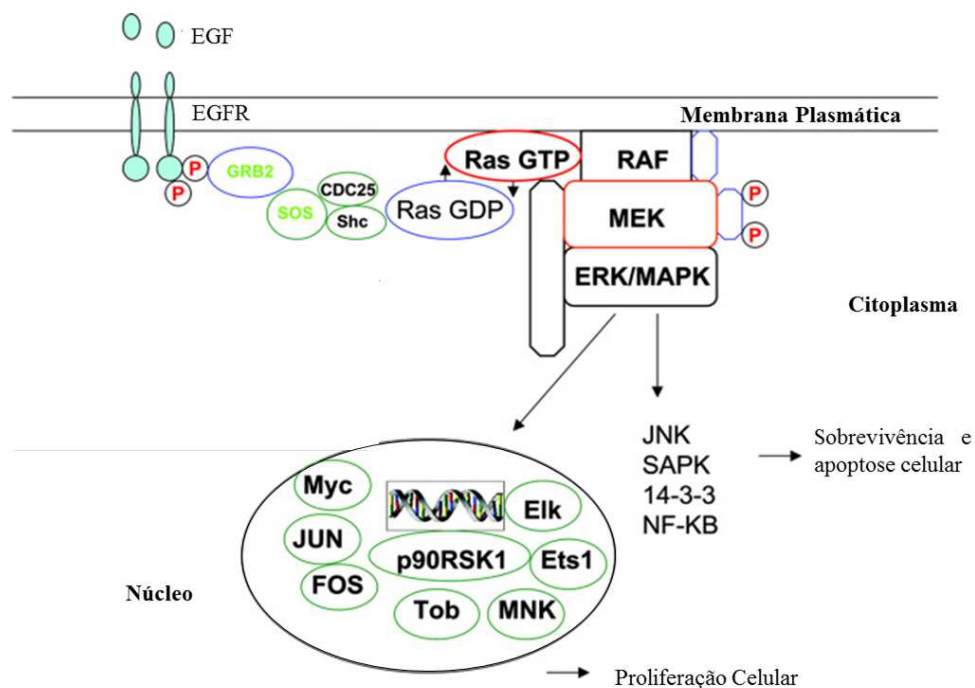 EGF
EGFR
Membrana Plasmática
P
P
GRB2
SOS
CDC25
Shc
Ras GDP
Ras GTP
RAF
MEK
P
P
ERK/MAPK
Citoplasma
JNK
SAPK
14-3-3
NF-KB
Sobrevivência e
apoptose celular
Myc
Elk
JUN
p90RSK1
Ets1
FOS
Tob
MNK
Núcleo
Proliferação Celular